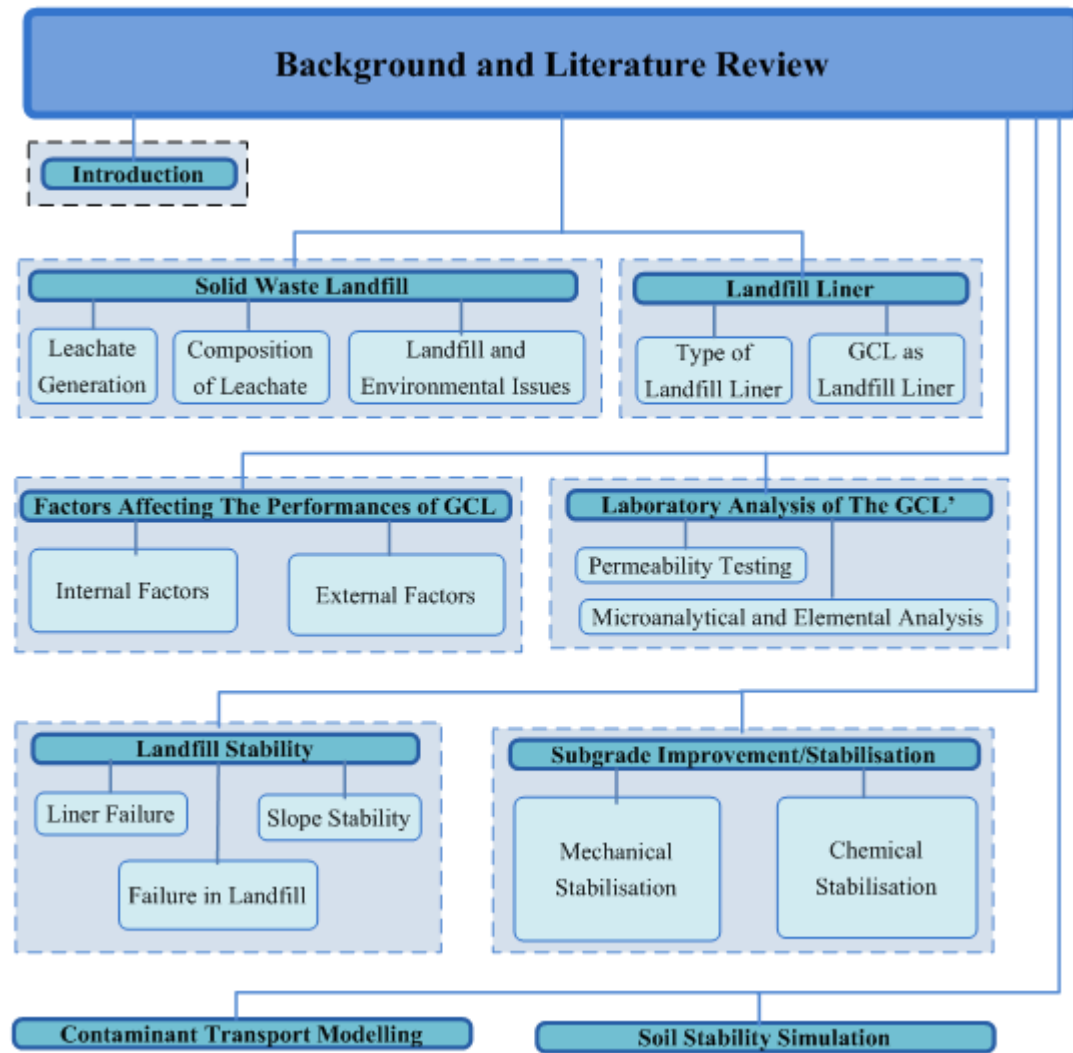 Background and Literature Review
Introduction
Solid Waste Landfill
Leachate
Generation
Composition
of Leachate
Landfill and
Environmental Issues
Landfill Liner
Type of
Landfill Liner
GCL as
Landfill Liner
Factors Affecting The Performances of GCL
Internal Factors
External Factors
Laboratory Analysis of The GCL’
Permeability Testing
Microanalytical and Elemental Analysis
Landfill Stability
Liner Failure
Slope Stability
Failure in Landfill
Subgrade Improvement/Stabilisation
Mechanical
Stabilisation
Chemical
Stabilisation
Contaminant Transport Modelling
Soil Stability Simulation